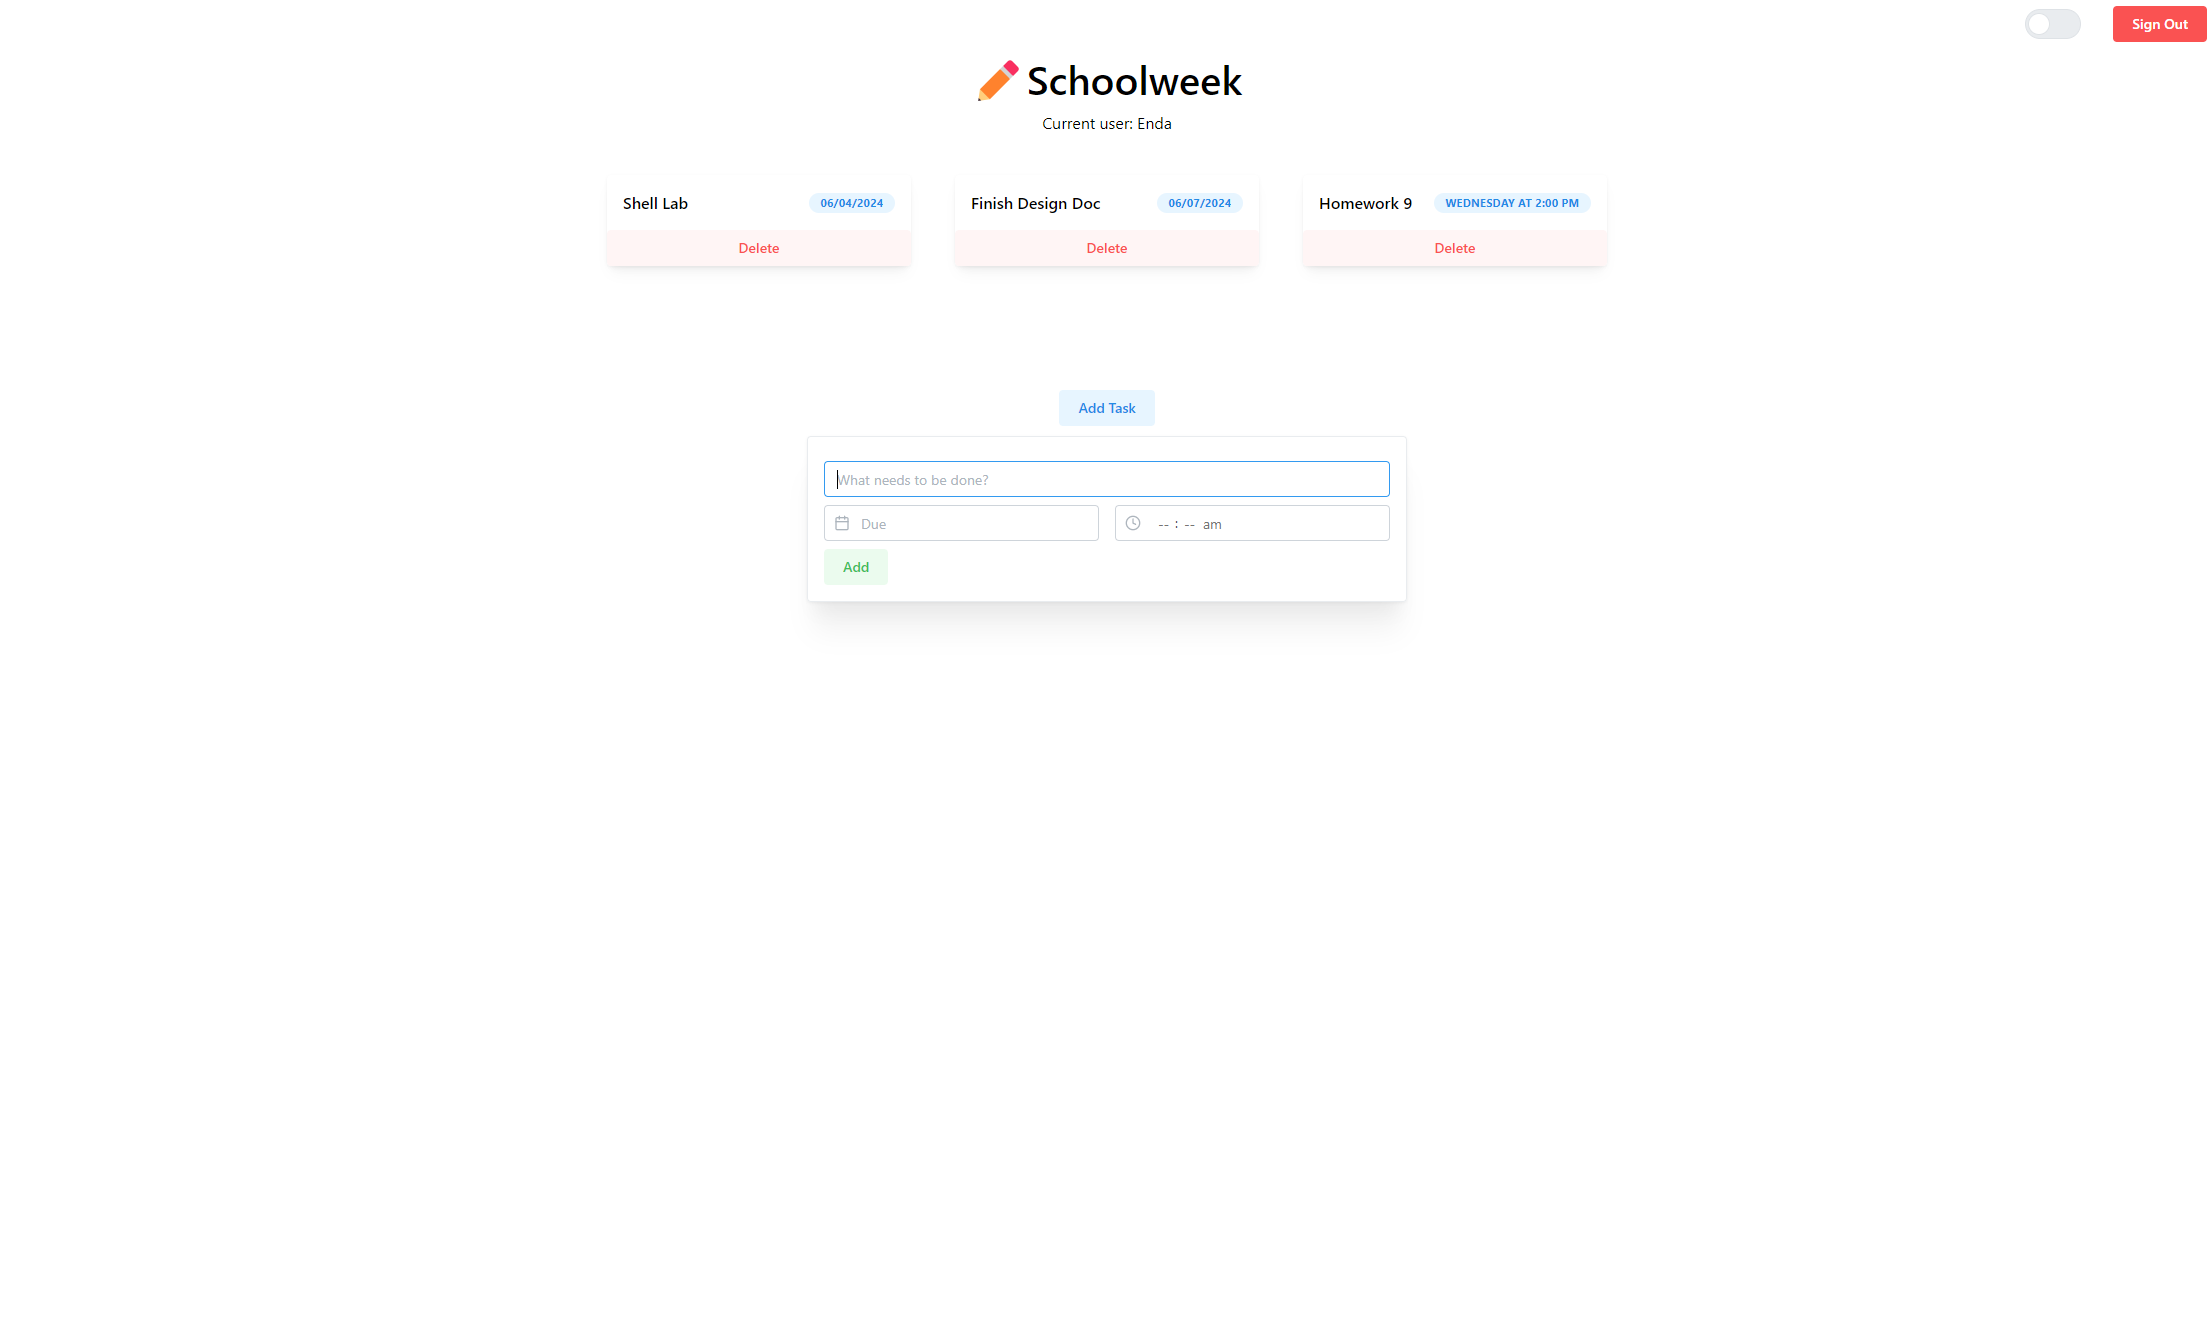 Sign Out
Schoolweek
Current user: Enda
Shell Lab 06/04/2024
Delete
Finish Design Doc 06/07/2024
Delete
Homework 9 WEDNESDAY AT 2:00 PM
Delete
Add Task
What needs to be done?
Due
-- : -- am
Add